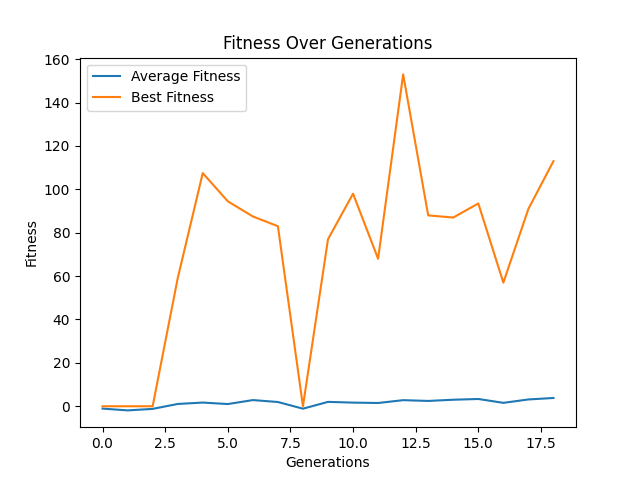 Fitness Over Generations
Average Fitness
Best Fitness
160
140
120
100
80
60
40
20
0
Fitness
0.0 2.5 5.0 7.5 10.0 12.5 15.0 17.5
Generations